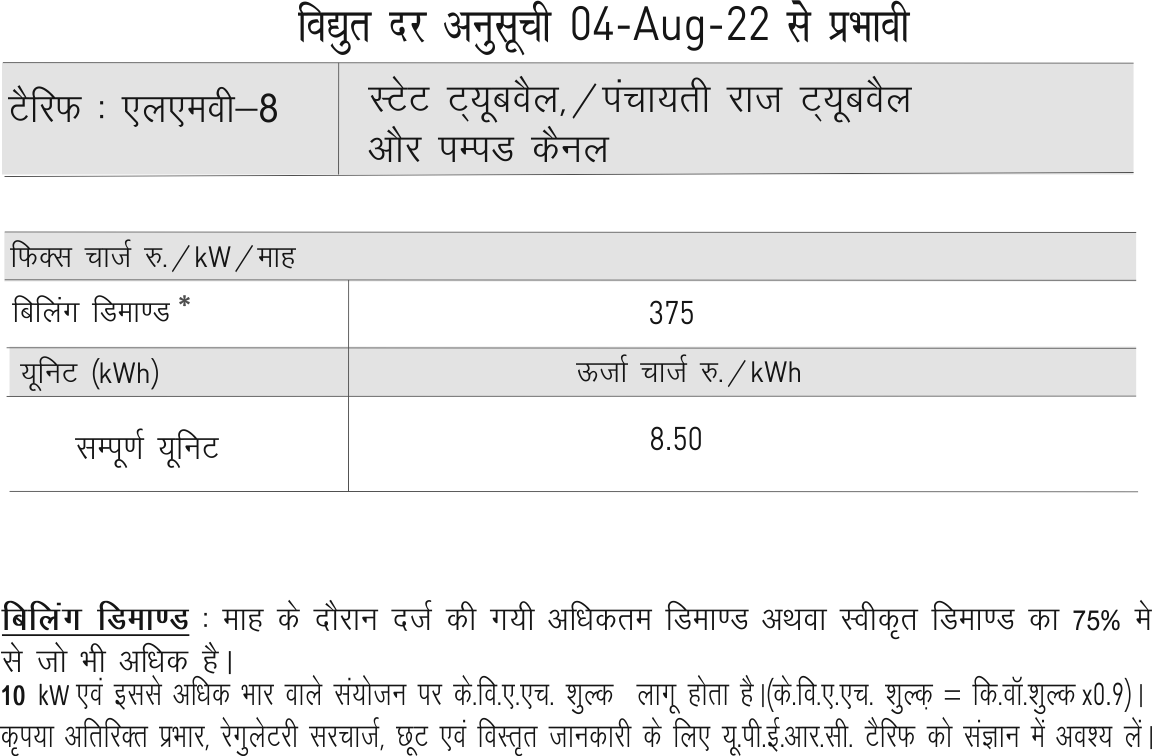 विद्युत दर अनुसूची 04-Aug-22 से प्रभावी
टैरिफ : एलएमवी–8
स्टेट ट्यूबवैल,/पंचायती राज ट्यूबवैल
और पम्पड कैनल
फिक्स चार्ज रु./kW/माह
बिलिंग डिमाण्ड * 375
यूनिट (kWh) ऊर्जा चार्ज रु./kWh
सम्पूर्ण यूनिट 8.50
बिलिंग डिमाण्ड : माह के दौरान दर्ज की गयी अधिकतम डिमाण्ड अथवा स्वीकृत डिमाण्ड का 75% मे
से जो भी अधिक है।
10 kW एवं इससे अधिक भार वाले संयोजन पर के.वि.ए.एच. शुल्क लागू होता है।(के.वि.ए.एच. शुल्क़ = कि.वॉ.शुल्क x0.9)।
कृपया अतिरिक्त प्रभार, रेगुलेटरी सरचार्ज, छूट एवं विस्तृत जानकारी के लिए यू.पी.ई.आर.सी. टैरिफ को संज्ञान में अवश्य लें।